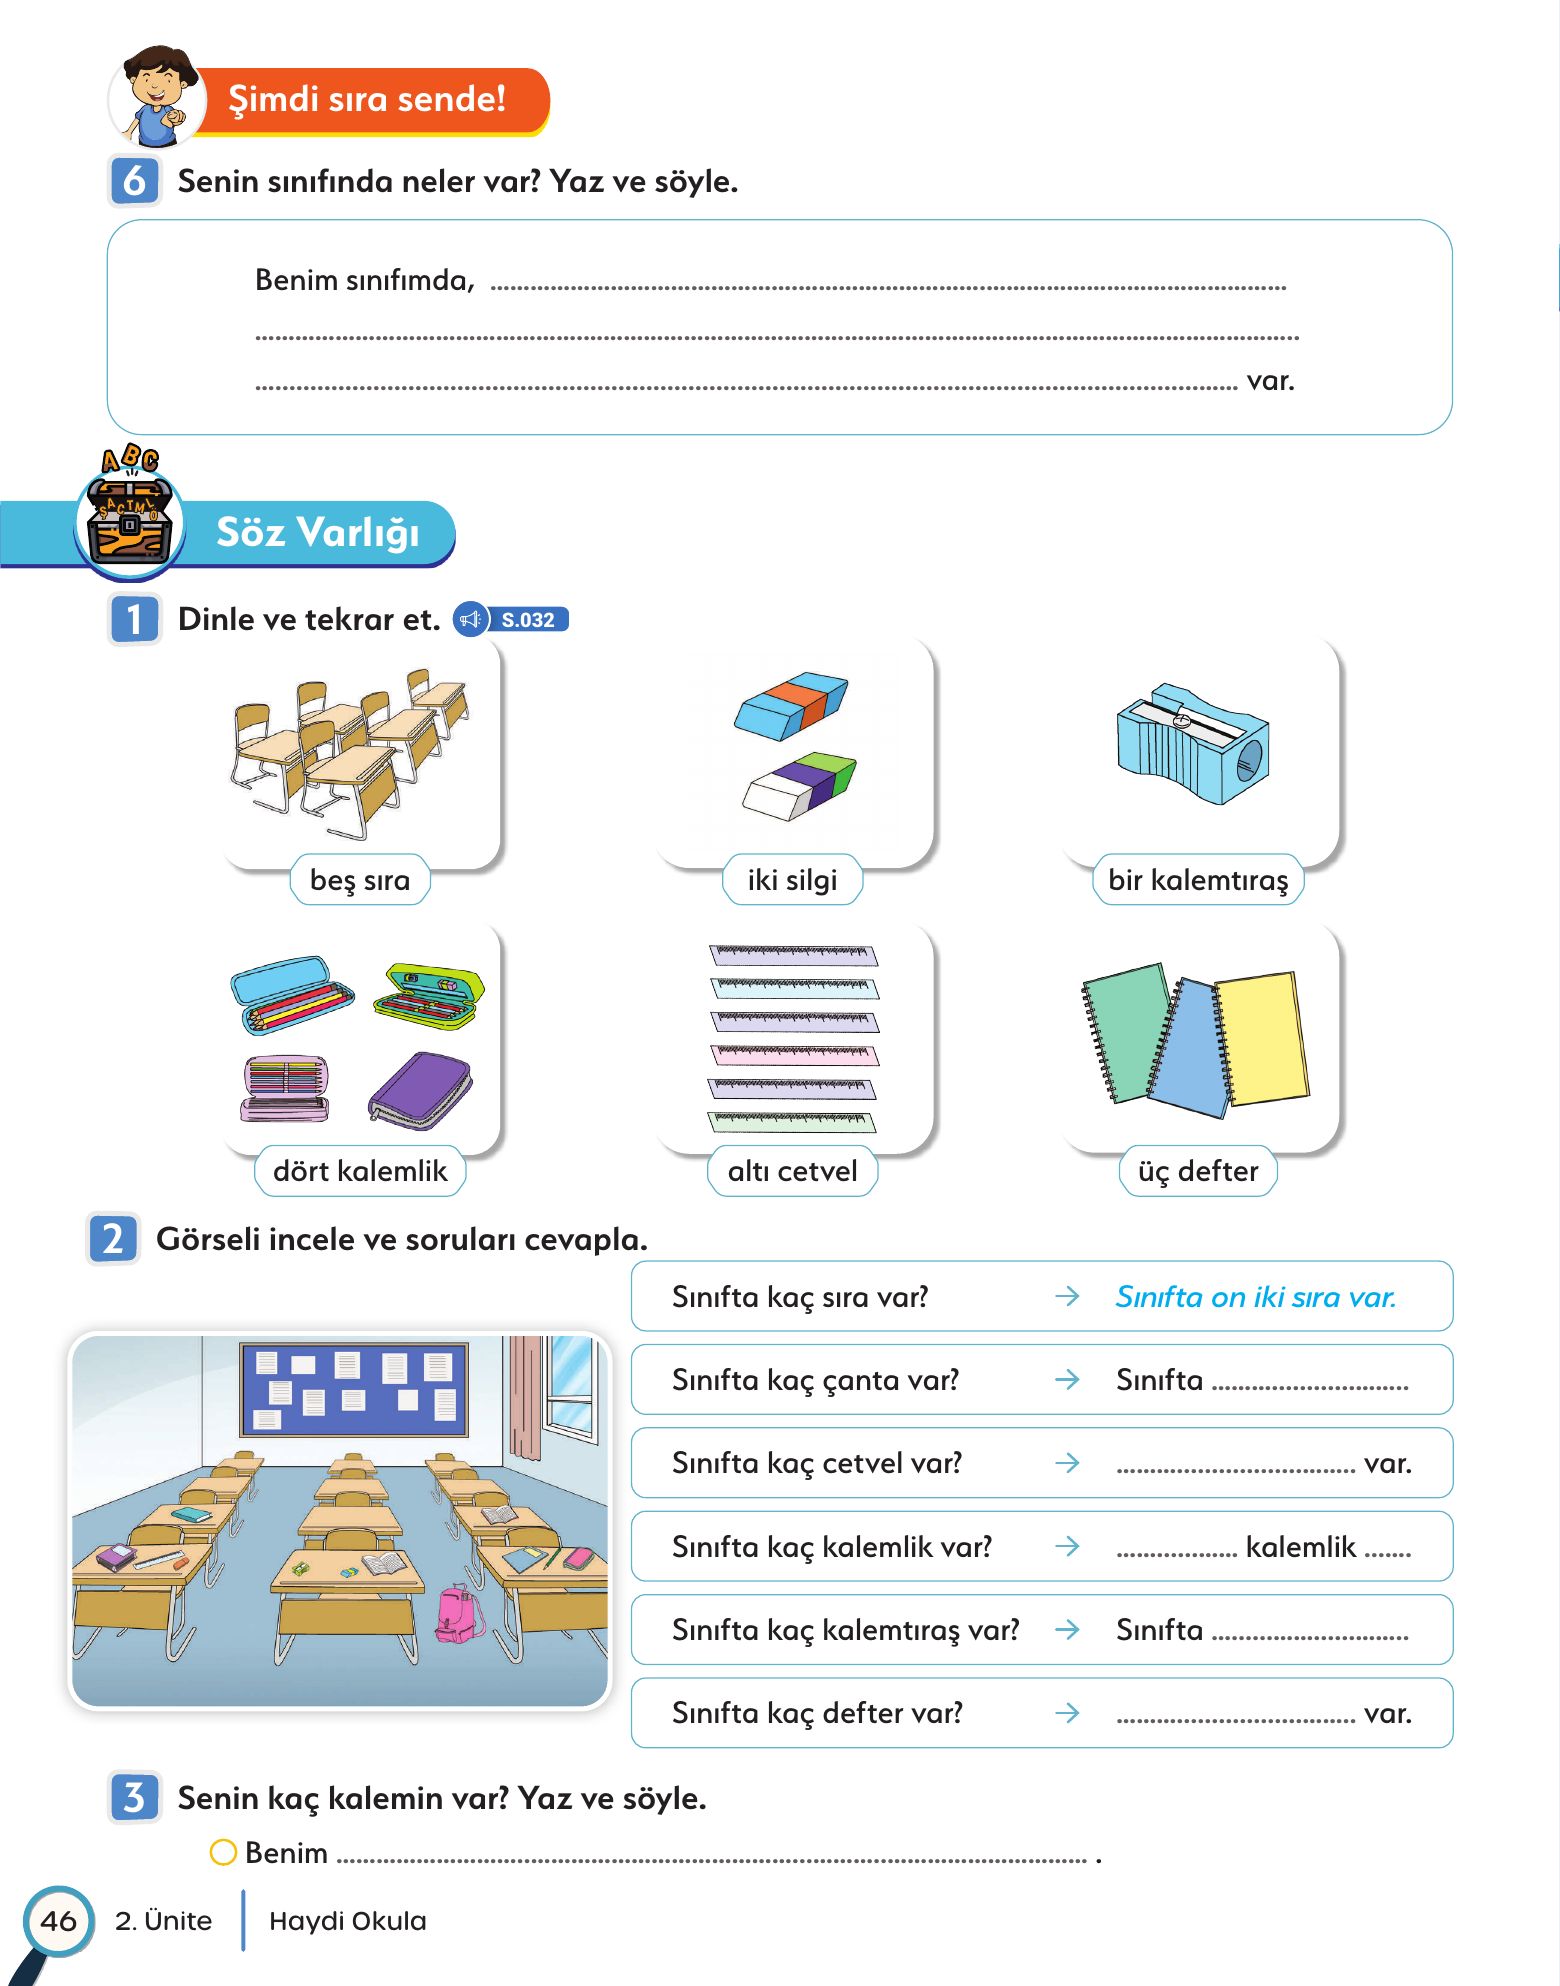 Şimdi sıra sende!
6 Senin sınıfında neler var? Yaz ve söyle.
Benim sınıfımda, ........................................
........................................
........................................ var.
ABC
Söz Varlığı
1 Dinle ve tekrar et. S.032
beş sıra
iki silgi
bir kalemtıraş
dört kalemlik
altı cetvel
üç defter
2 Görseli incele ve soruları cevapla.
Sınıfta kaç sıra var? → Sınıfta on iki sıra var.
Sınıfta kaç çanta var? → Sınıfta ..............................
Sınıfta kaç cetvel var? → .................................... var.
Sınıfta kaç kalemlik var? → .................. kalemlik .......
Sınıfta kaç kalemtıraş var? → Sınıfta ..............................
Sınıfta kaç defter var? → .................................... var.
3 Senin kaç kalemin var? Yaz ve söyle.
Benim ........................................ .
46 2. Ünite Haydi Okula